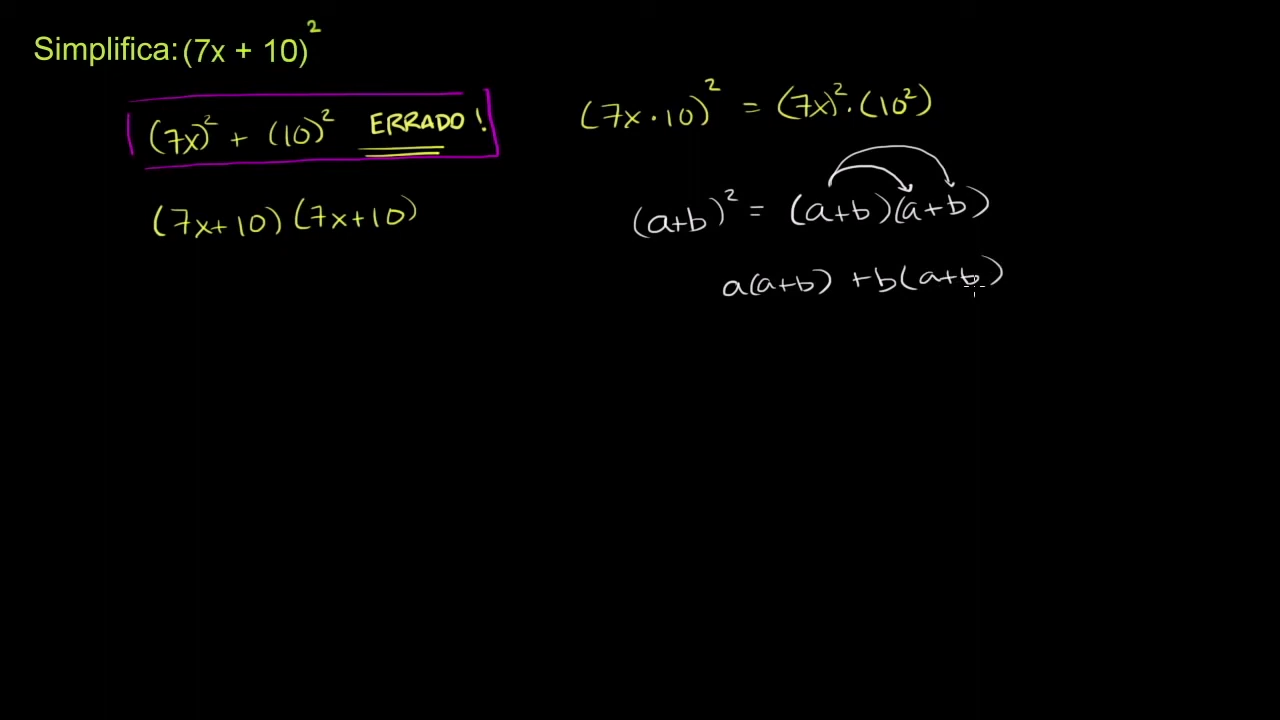 Simplifica: (7x + 10)²
(7x)² + (10)² ERRADO!
(7x+10)(7x+10)
(7x·10)² = (7x)²·(10²)
(a+b)² = (a+b)(a+b)
a(a+b) +b(a+b)